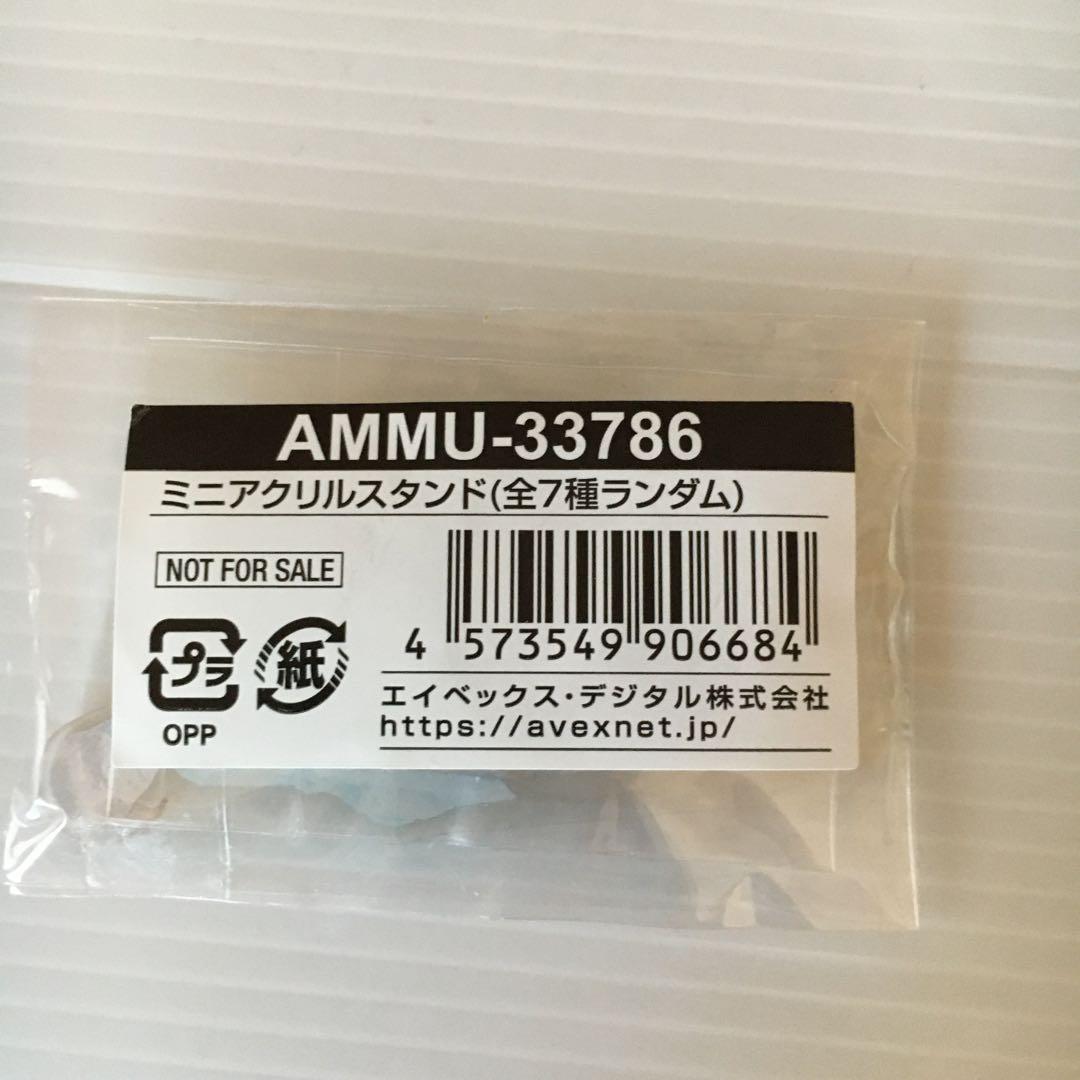 AMMU-33786
ミニアクリルスタンド(全7種ランダム)
NOT FOR SALE
プラ
紙
OPP
4 573549 906684
エイベックス・デジタル株式会社
https://avexnet.jp/